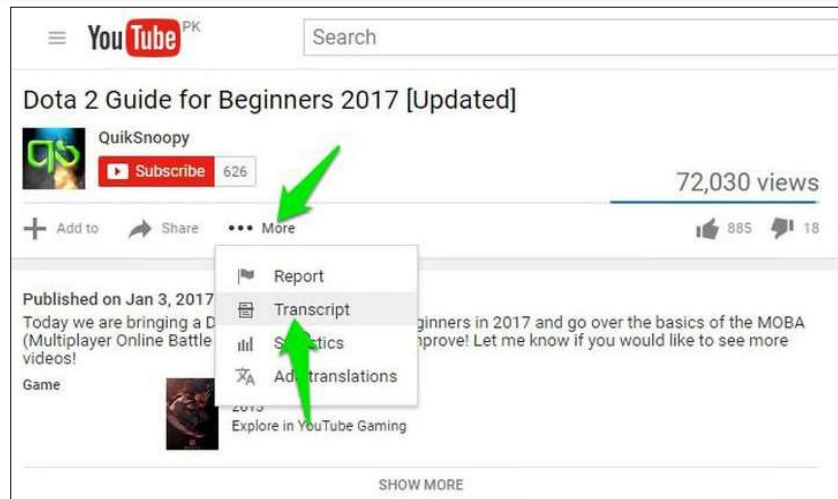 YouTube PK
Search
Dota 2 Guide for Beginners 2017 [Updated]
QuikSnoopy
Subscribe 626
72,030 views
Add to Share More 885 18
Report
Transcript
Add translations
Published on Jan 3, 2017
Today we are bringing a D ginners in 2017 and go over the basics of the MOBA
(Multiplayer Online Battle prove! Let me know if you would like to see more
videos!
Game
Explore in YouTube Gaming
SHOW MORE